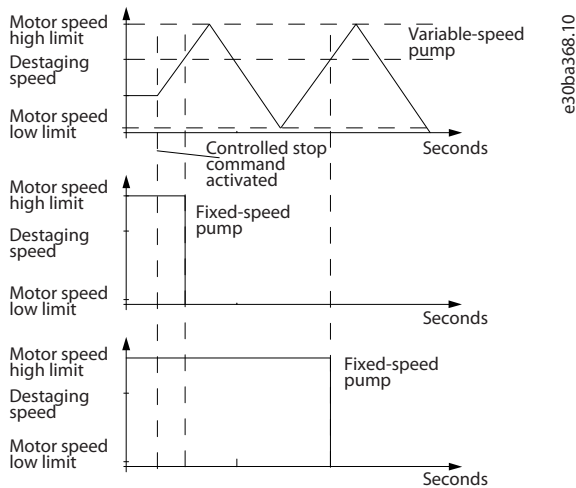 Motor speed
high limit
Destaging
speed
Motor speed
low limit
Variable-speed
pump
Seconds
Controlled stop
command
activated
Motor speed
high limit
Destaging
speed
Motor speed
low limit
Fixed-speed
pump
Seconds
Motor speed
high limit
Destaging
speed
Motor speed
low limit
Fixed-speed
pump
Seconds
e30ba368.10